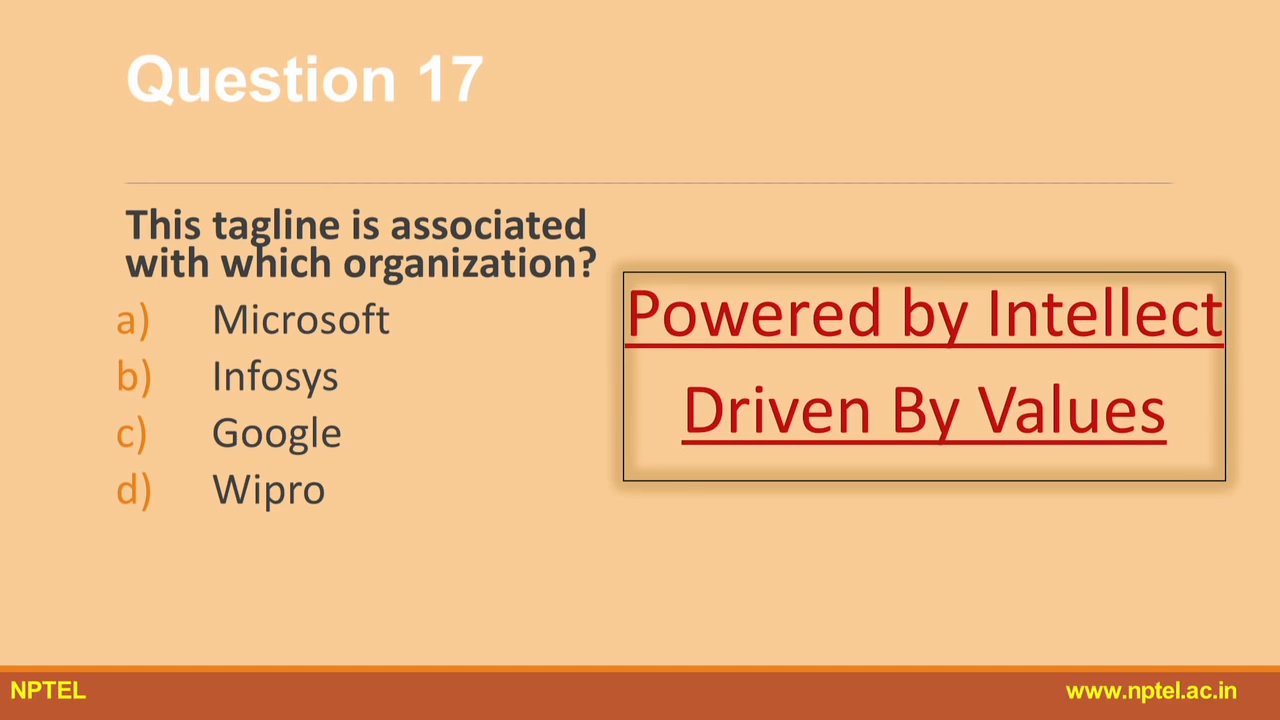 Question 17
This tagline is associated
with which organization?
a) Microsoft
b) Infosys
c) Google
d) Wipro
Powered by Intellect
Driven By Values
NPTEL
www.nptel.ac.in